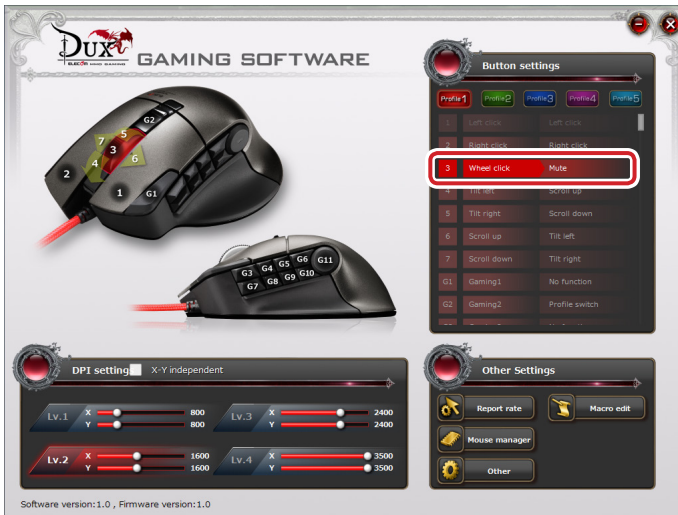 DUX
ELECOM MMO GAMING
GAMING SOFTWARE
G2
5
7
3
6
4
2
1
G1
G3
G4
G5
G6
G11
G7
G8
G9
G10
Button settings
Profile1 Profile2 Profile3 Profile4 Profile5
1 Left click Left click
2 Right click Right click
3 Wheel click Mute
4 Tilt left Scroll up
5 Tilt right Scroll down
6 Scroll up Tilt left
7 Scroll down Tilt right
G1 Gaming1 No function
G2 Gaming2 Profile switch
DPI setting X-Y independent
Lv.1 X 800
Y 800
Lv.3 X 2400
Y 2400
Lv.2 X 1600
Y 1600
Lv.4 X 3500
Y 3500
Other Settings
Report rate Macro edit
Mouse manager
Other
Software version:1.0 , Firmware version:1.0